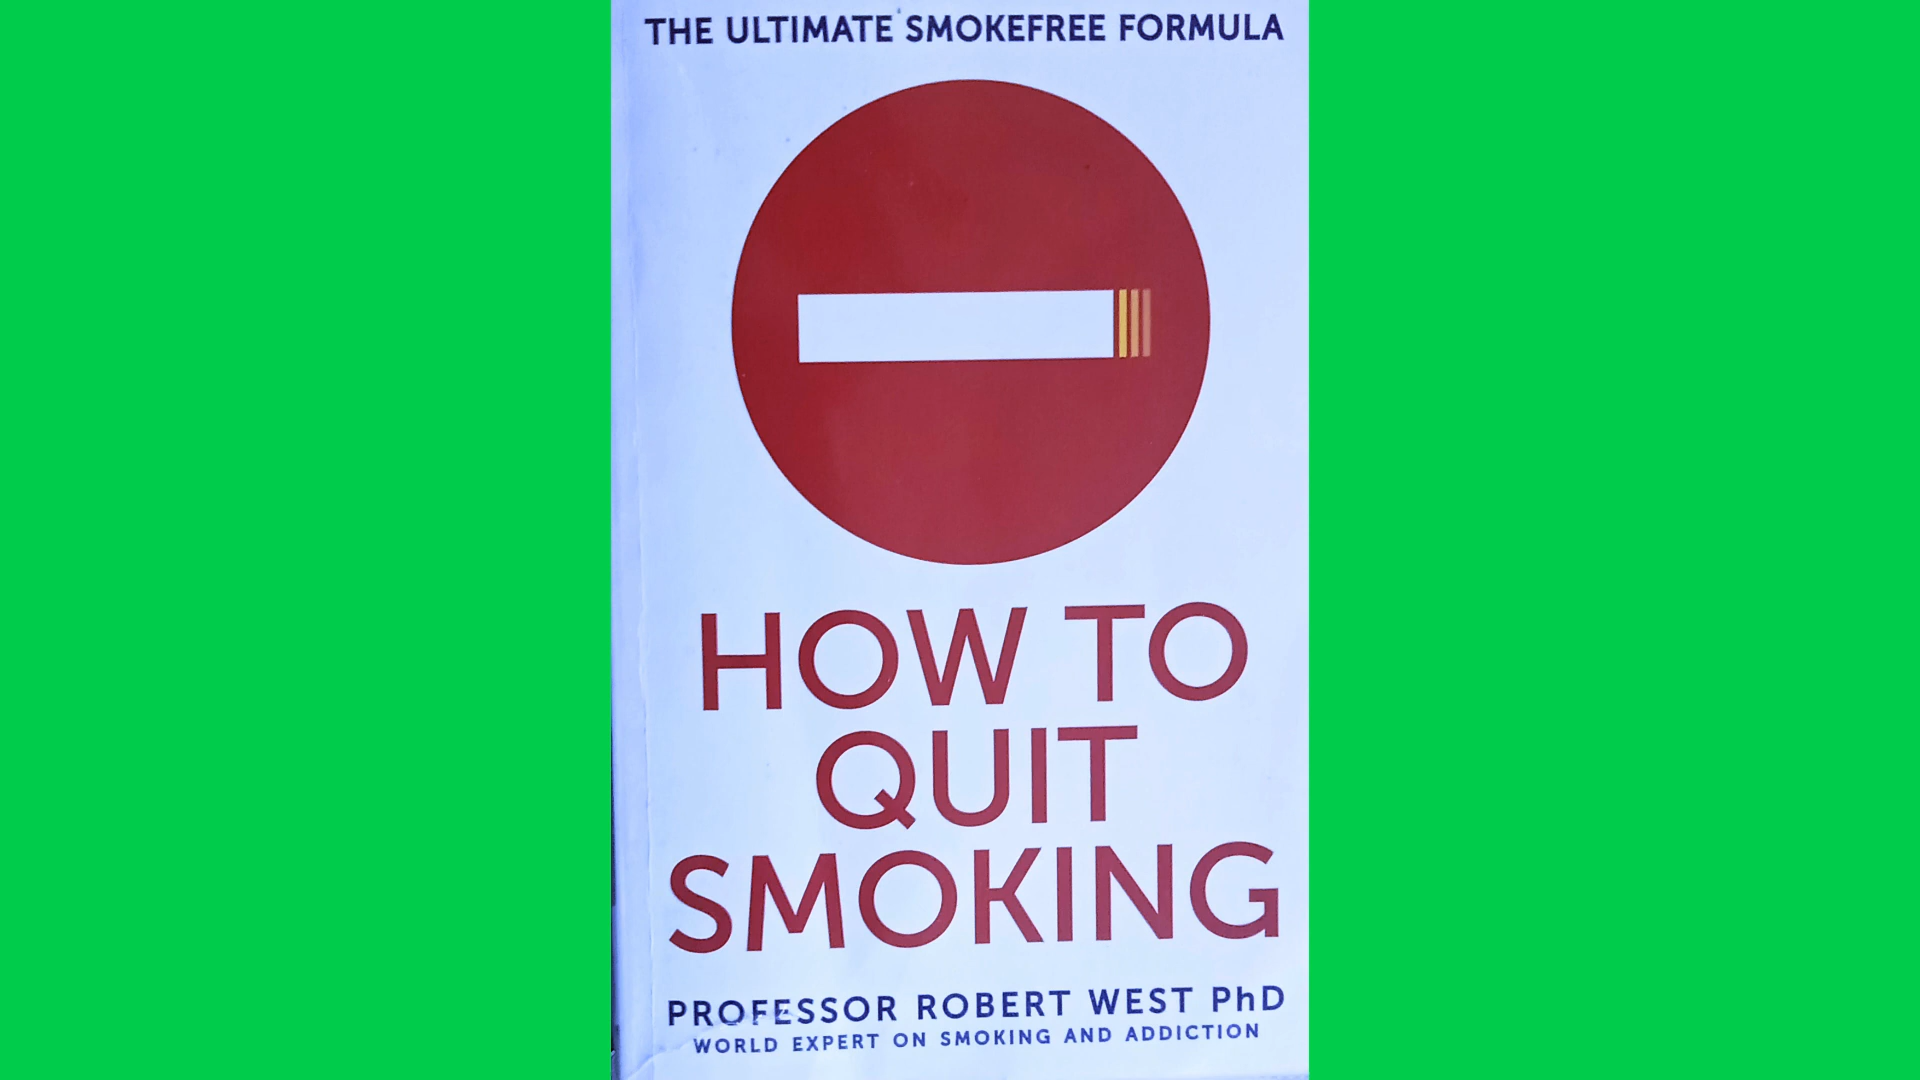 THE ULTIMATE SMOKEFREE FORMULA
HOW TO
QUIT
SMOKING
PROFESSOR ROBERT WEST PhD
WORLD EXPERT ON SMOKING AND ADDICTION